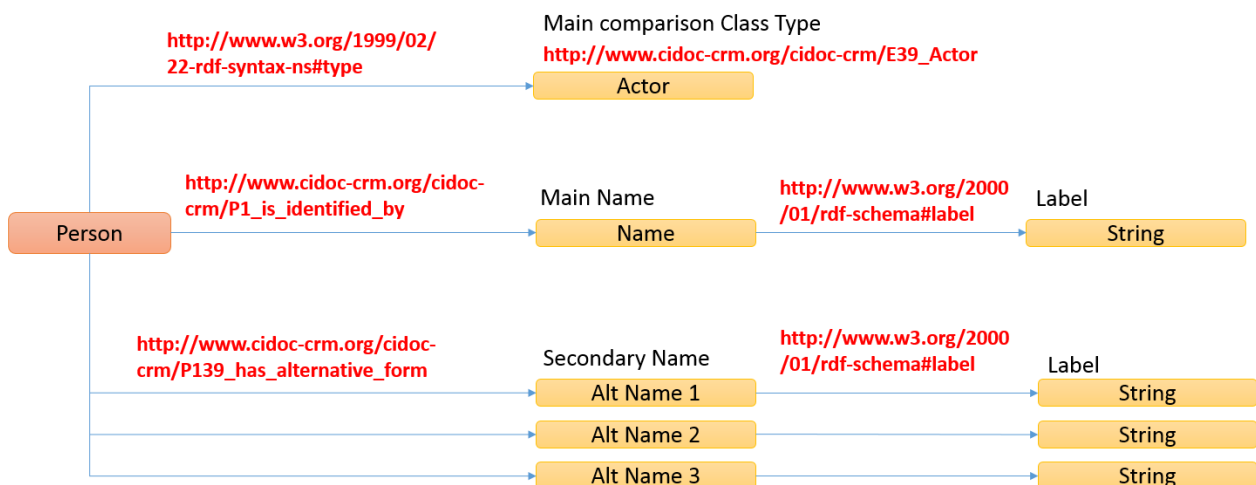 Main comparison Class Type
http://www.w3.org/1999/02/
22-rdf-syntax-ns#type
http://www.cidoc-crm.org/cidoc-crm/E39_Actor
Actor
http://www.cidoc-crm.org/cidoc-
crm/P1_is_identified_by
Main Name
http://www.w3.org/2000
/01/rdf-schema#label
Label
Person
Name
String
http://www.cidoc-crm.org/cidoc-
crm/P139_has_alternative_form
Secondary Name
http://www.w3.org/2000
/01/rdf-schema#label
Label
Alt Name 1
String
Alt Name 2
String
Alt Name 3
String